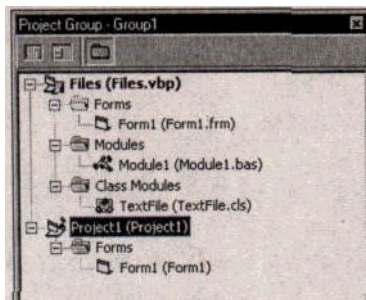 Project Group - Group1
Files (Files.vbp)
Forms
Form1 (Form1.frm)
Modules
Module1 (Module1.bas)
Class Modules
TextFile (TextFile.cls)
Project1 (Project1)
Forms
Form1 (Form1)